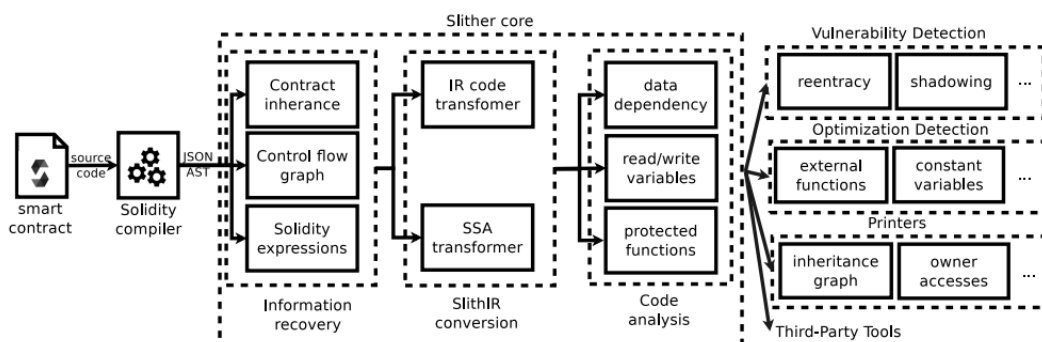 Slither core
Vulnerability Detection
Contract
inherance
IR code
transfomer
data
dependency
reentracy
shadowing
...
Optimization Detection
source
code
JSON
AST
Control flow
graph
read/write
variables
external
functions
constant
variables
...
smart
contract
Solidity
compiler
Solidity
expressions
SSA
transformer
protected
functions
Printers
inheritance
graph
owner
accesses
...
Information
recovery
SlithIR
conversion
Code
analysis
Third-Party Tools